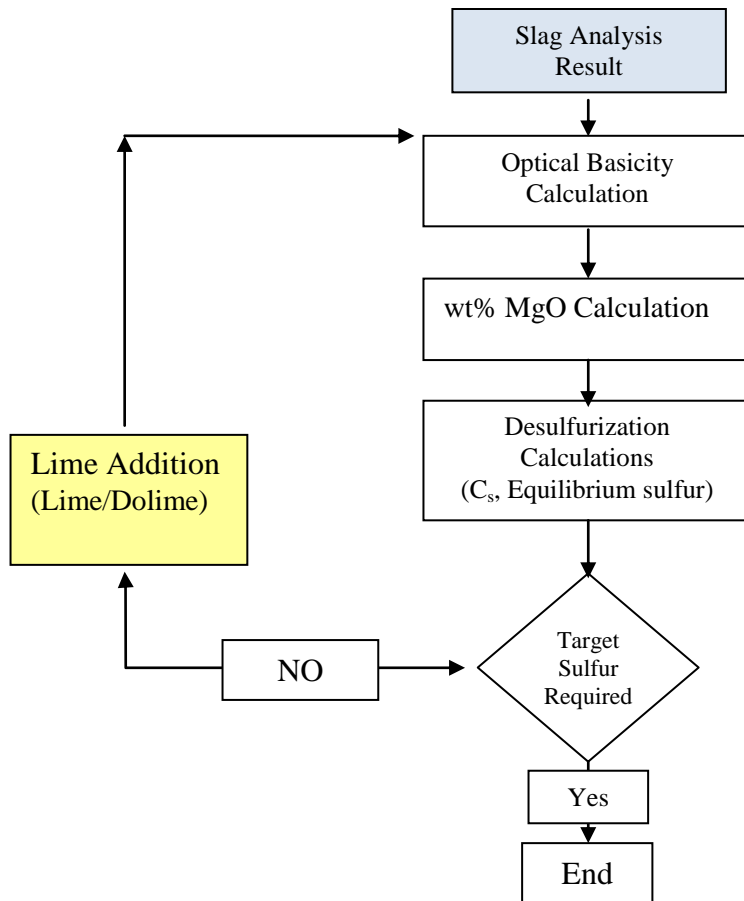 Slag Analysis
Result
Optical Basicity
Calculation
wt% MgO Calculation
Desulfurization
Calculations
(Cₛ, Equilibrium sulfur)
Lime Addition
(Lime/Dolime)
Target
Sulfur
Required
NO
Yes
End